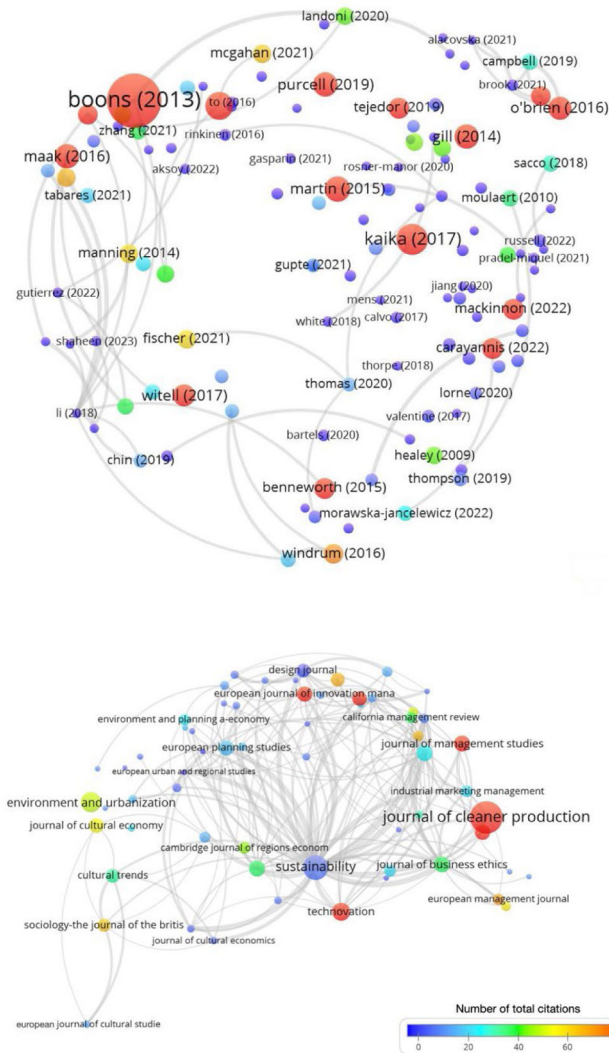 landoni (2020)
alacovska (2021)
mcgahan (2021)
campbell (2019)
brook (2021)
purcell (2019)
boons (2013)
to (2016)
tejedor (2019)
o'brien (2016)
zhang (2021)
rinkinen (2016)
gill (2014)
maak (2016)
gasparin (2021)
rosner-manor (2020)
sacco (2018)
aksoy (2022)
martin (2015)
tabares (2021)
moulaert (2010)
kaika (2017)
russell (2022)
manning (2014)
pradel-miquel (2021)
gupte (2021)
jiang (2020)
gutierrez (2022)
mens (2021)
mackinnon (2022)
calvo (2017)
white (2018)
shaheen (2023)
fischer (2021)
carayannis (2022)
thorpe (2018)
thomas (2020)
lorne (2020)
witell (2017)
li (2018)
valentine (2017)
bartels (2020)
healey (2009)
chin (2019)
thompson (2019)
benneworth (2015)
morawska-jancelewicz (2022)
windrum (2016)
design journal
european journal of innovation mana
environment and planning a-economy
california management review
european planning studies
journal of management studies
european urban and regional studies
industrial marketing management
environment and urbanization
journal of cleaner production
journal of cultural economy
cambridge journal of regions econom
sustainability
journal of business ethics
cultural trends
european management journal
technovation
sociology-the journal of the britis
journal of cultural economics
european journal of cultural studie
Number of total citations
0 20 40 60